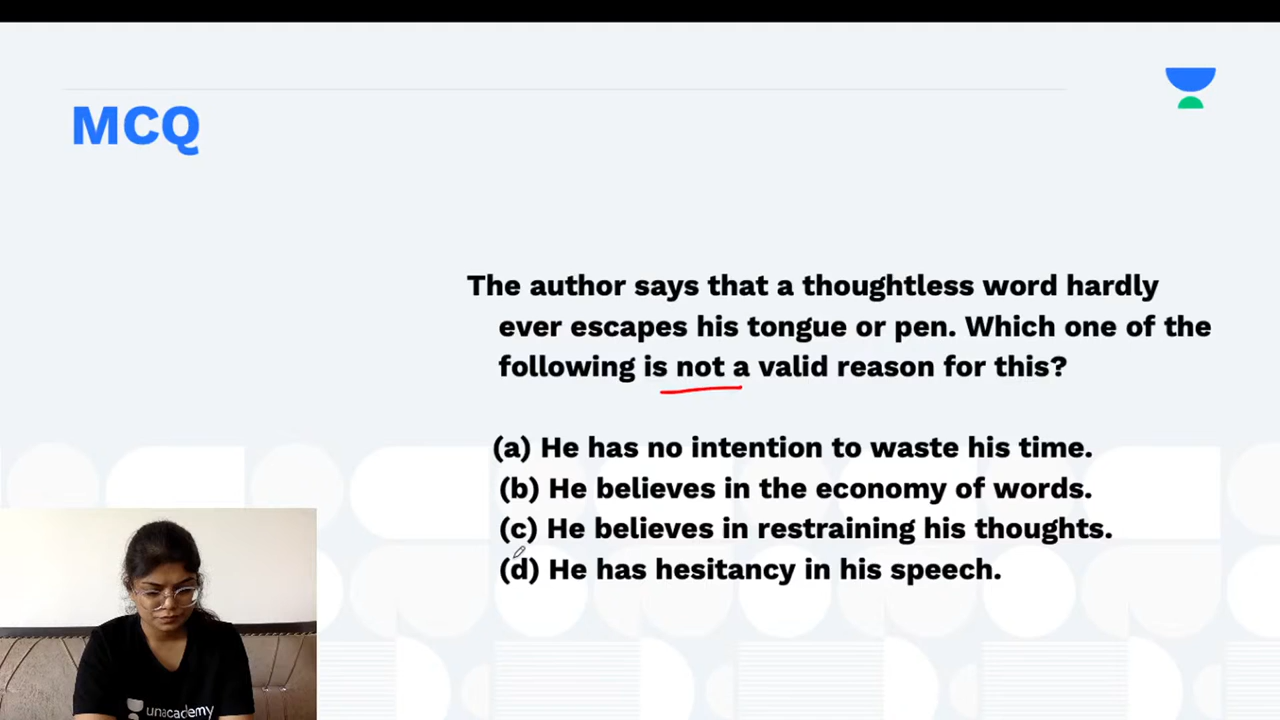 MCQ
The author says that a thoughtless word hardly
ever escapes his tongue or pen. Which one of the
following is not a valid reason for this?
(a) He has no intention to waste his time.
(b) He believes in the economy of words.
(c) He believes in restraining his thoughts.
(d) He has hesitancy in his speech.
unacademy